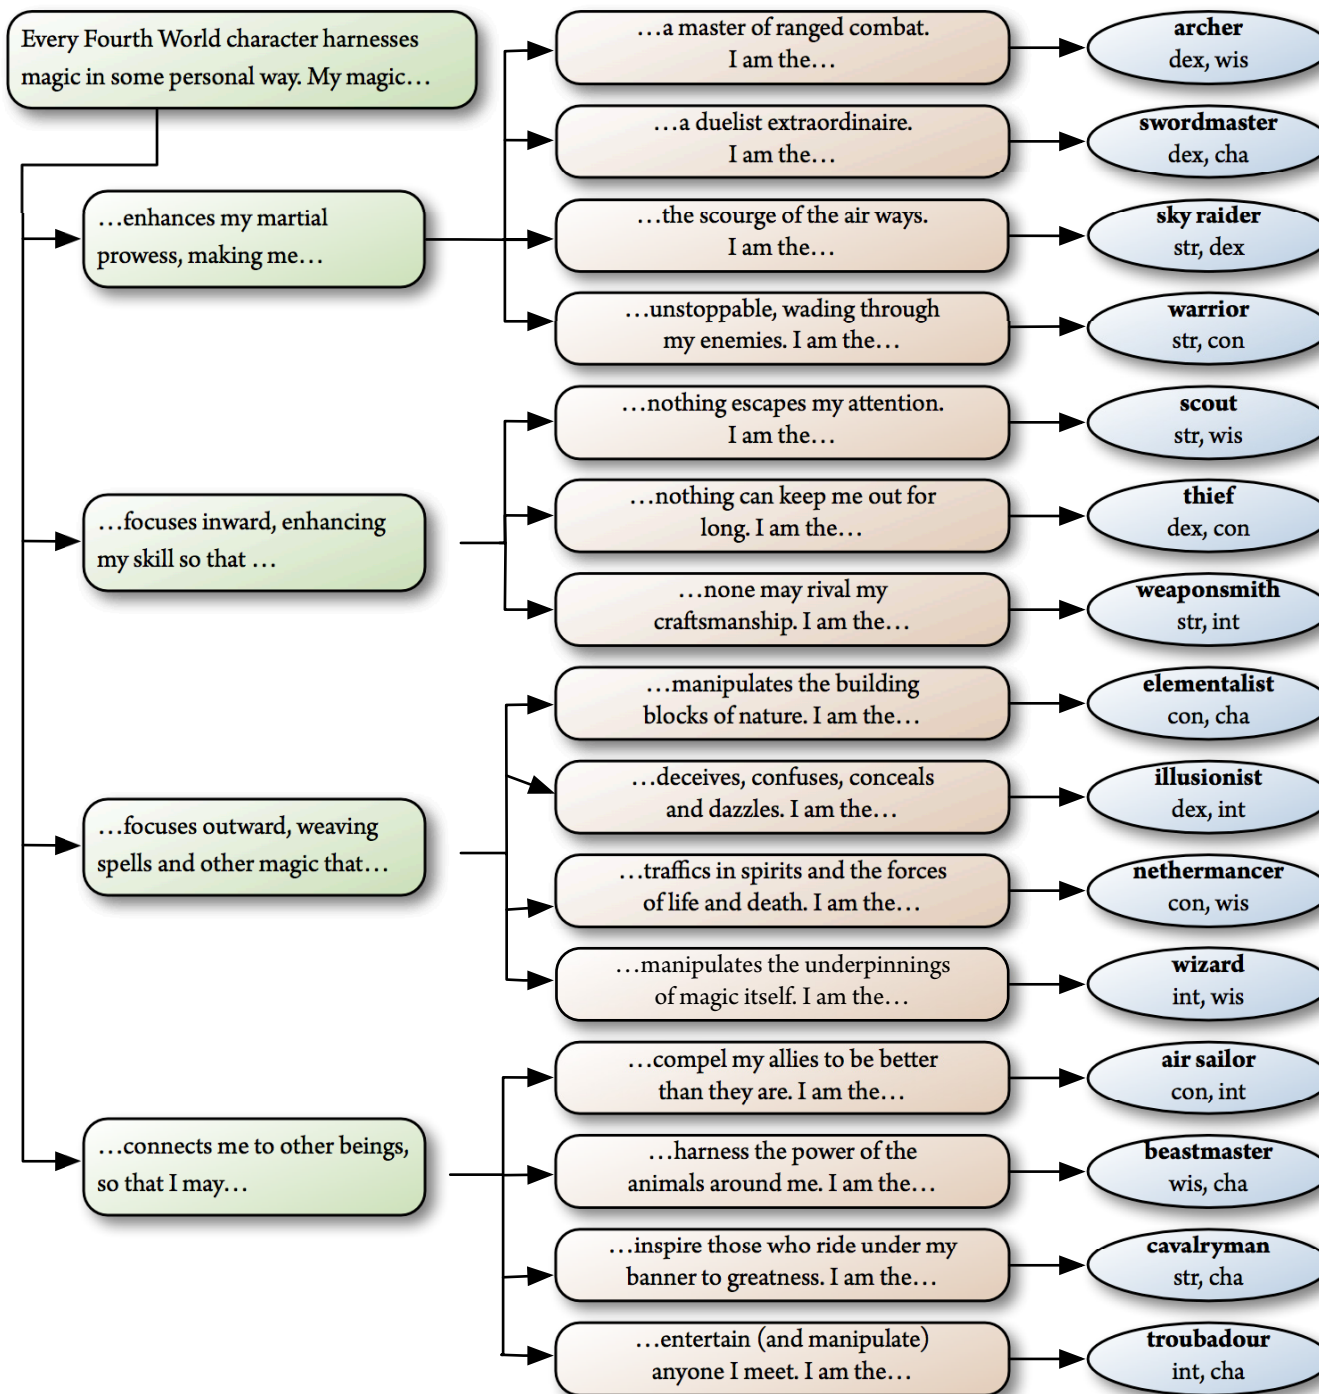 Every Fourth World character harnesses
magic in some personal way. My magic…
…enhances my martial
prowess, making me…
…a master of ranged combat.
I am the…
archer
dex, wis
…a duelist extraordinaire.
I am the…
swordmaster
dex, cha
…the scourge of the air ways.
I am the…
sky raider
str, dex
…unstoppable, wading through
my enemies. I am the…
warrior
str, con
…focuses inward, enhancing
my skill so that …
…nothing escapes my attention.
I am the…
scout
str, wis
…nothing can keep me out for
long. I am the…
thief
dex, con
…none may rival my
craftsmanship. I am the…
weaponsmith
str, int
…focuses outward, weaving
spells and other magic that…
…manipulates the building
blocks of nature. I am the…
elementalist
con, cha
…deceives, confuses, conceals
and dazzles. I am the…
illusionist
dex, int
…traffics in spirits and the forces
of life and death. I am the…
nethermancer
con, wis
…manipulates the underpinnings
of magic itself. I am the…
wizard
int, wis
…connects me to other beings,
so that I may…
…compel my allies to be better
than they are. I am the…
air sailor
con, int
…harness the power of the
animals around me. I am the…
beastmaster
wis, cha
…inspire those who ride under my
banner to greatness. I am the…
cavalryman
str, cha
…entertain (and manipulate)
anyone I meet. I am the…
troubadour
int, cha